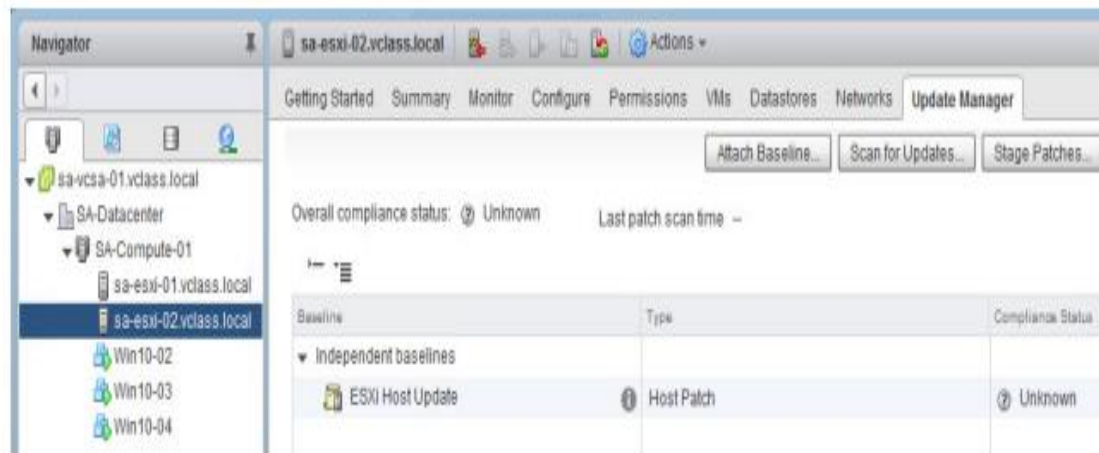 Navigator
sa-esxi-02.vclass.local Actions
Getting Started Summary Monitor Configure Permissions VMs Datastores Networks Update Manager
Attach Baseline... Scan for Updates... Stage Patches...
sa-vcsa-01.vclass.local
SA-Datacenter
SA-Compute-01
sa-esxi-01.vclass.local
sa-esxi-02.vclass.local
Win10-02
Win10-03
Win10-04
Overall compliance status: Unknown Last patch scan time --
Baseline Type Compliance Status
Independent baselines
ESXi Host Update Host Patch Unknown